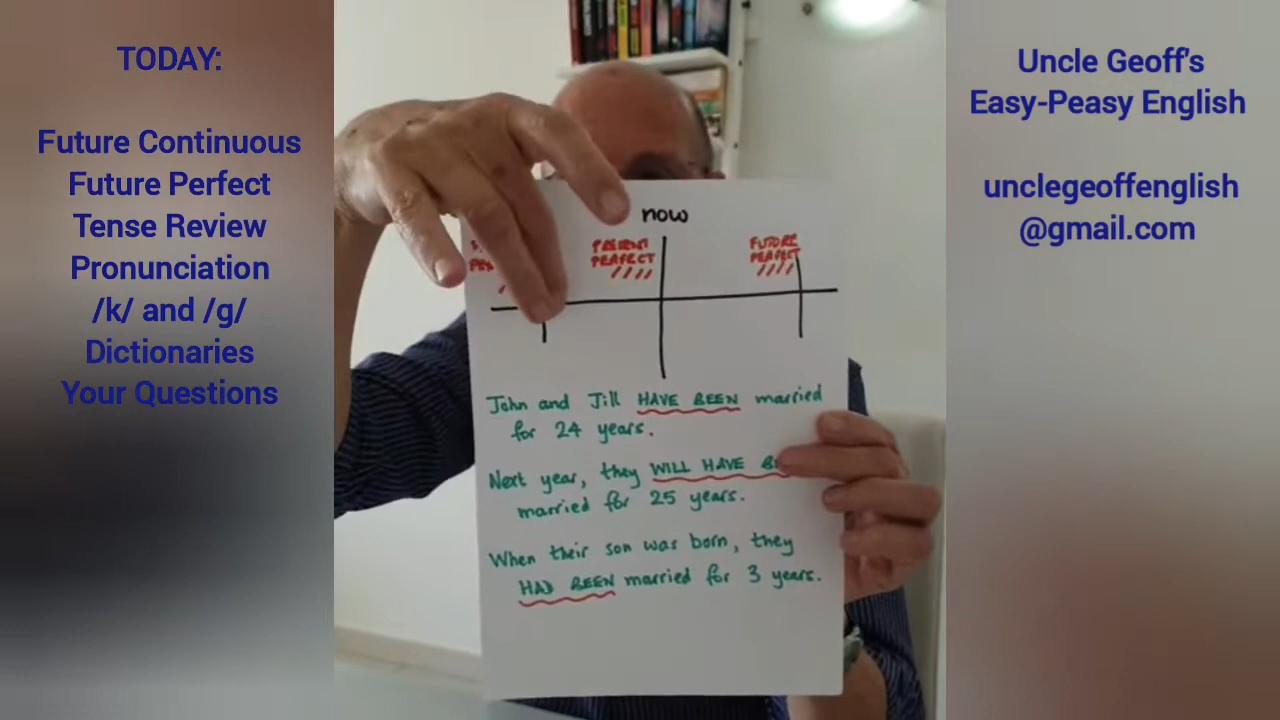 TODAY:
Future Continuous
Future Perfect
Tense Review
Pronunciation
/k/ and /g/
Dictionaries
Your Questions
now
PRESENT
PERFECT
FUTURE
PERFECT
John and Jill HAVE BEEN married
for 24 years.
Next year, they WILL HAVE
married for 25 years.
When their son was born, they
HAD BEEN married for 3 years.
Uncle Geoff's
Easy-Peasy English
unclegeoffenglish
@gmail.com